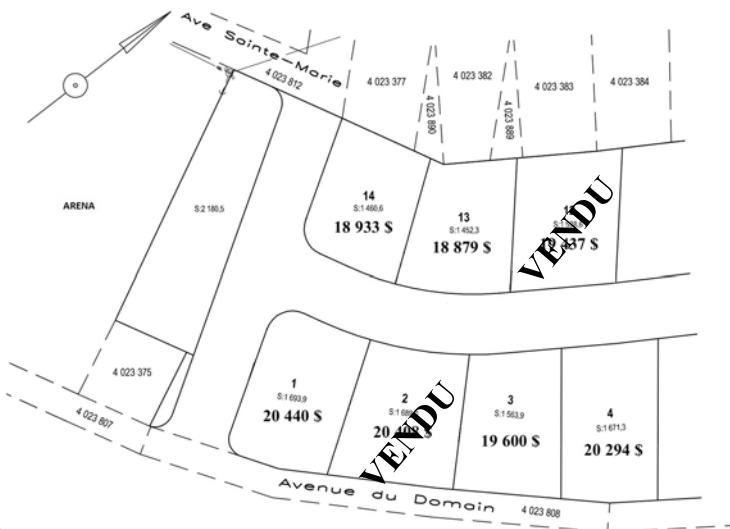 Ave Sainte-Marie
4 023 812
4 023 377
4 023 890
4 023 382
4 023 889
4 023 383
4 023 384
ARENA
S:2 180,5
14
S:1 460,6
18 933 $
13
S:1 452,3
18 879 $
VENDU
4 023 375
4 023 807
1
S:1 693,9
20 440 $
2
VENDU
3
S:1 563,9
19 600 $
4
S:1 671,3
20 294 $
Avenue du Domain
4 023 808